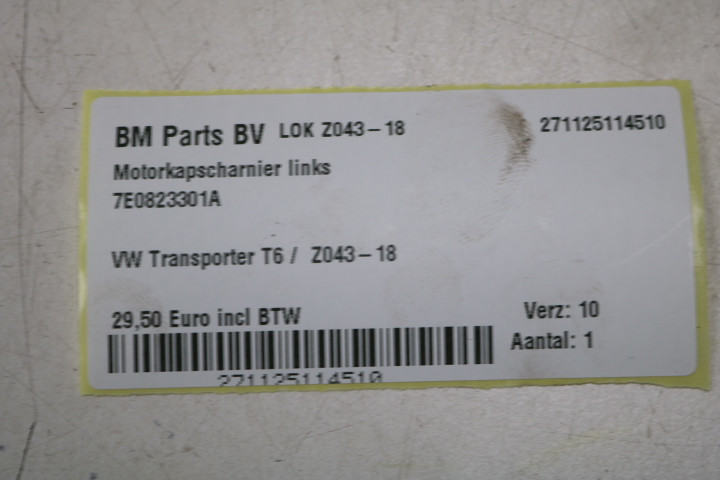 BM Parts BV LOK Z043-18 271125114510
Motorkapscharnier links
7E0823301A
VW Transporter T6 / Z043-18
29,50 Euro incl BTW Verz: 10
Aantal: 1
271125114510